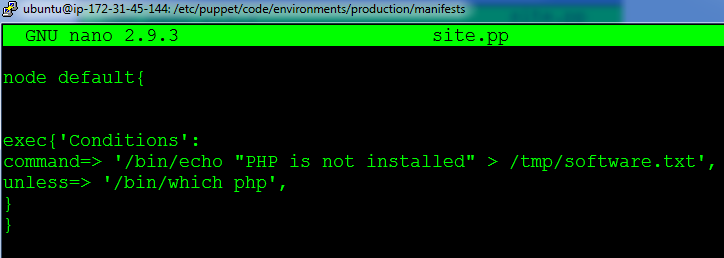 ubuntu@ip-172-31-45-144: /etc/puppet/code/environments/production/manifests
GNU nano 2.9.3 site.pp
node default{
exec{'Conditions':
command=> '/bin/echo "PHP is not installed" > /tmp/software.txt',
unless=> '/bin/which php',
}
}